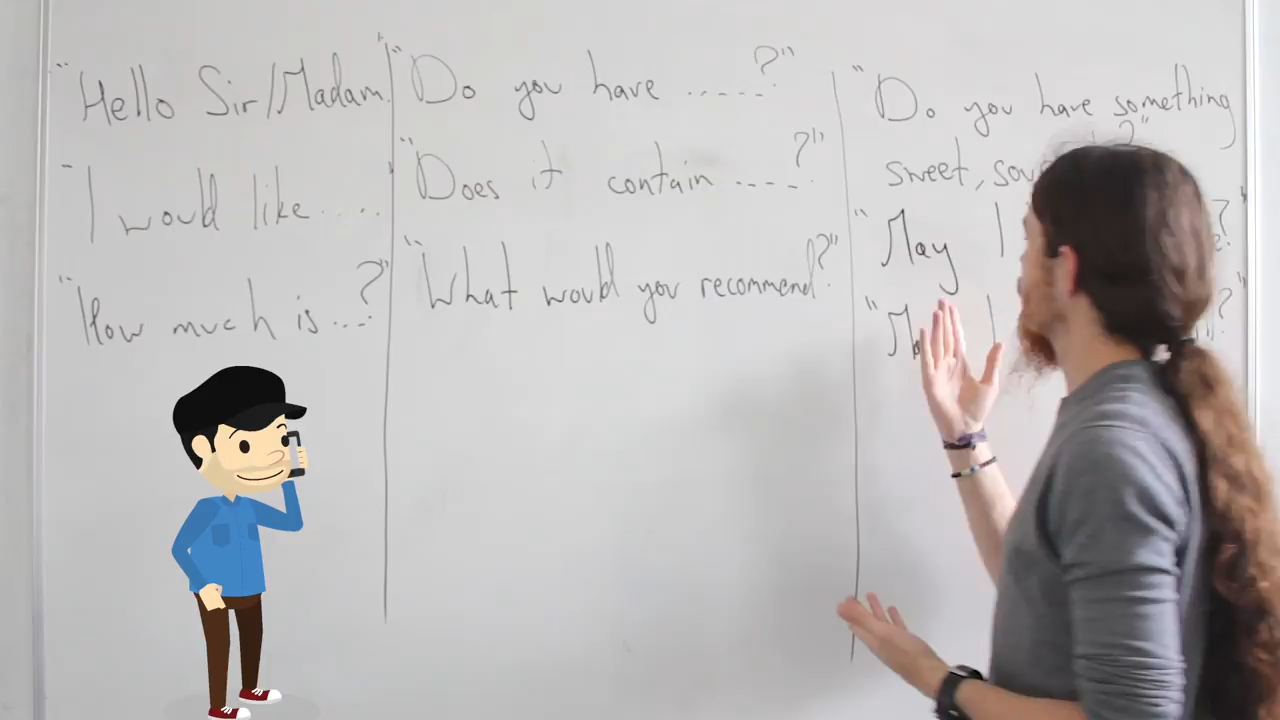 "Hello Sir/Madam.
"I would like ....
"How much is ...?"
"Do you have ......?"
"Does it contain ....?"
"What would you recommend?"
"Do you have something
sweet,
"May I
I